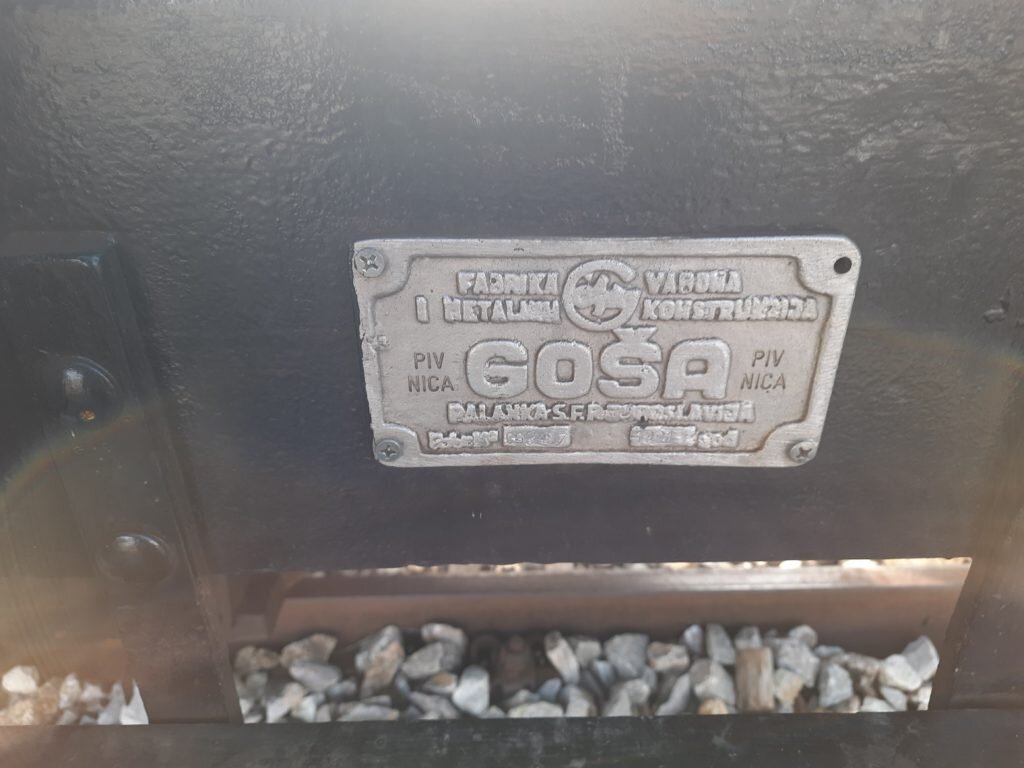 FABRIKA VAGONA
I METALNIH KONSTRUKCIJA
PIV NICA GOŠA PIV NICA
PALANKA S.F.R. JUGOSLAVIJA
God.